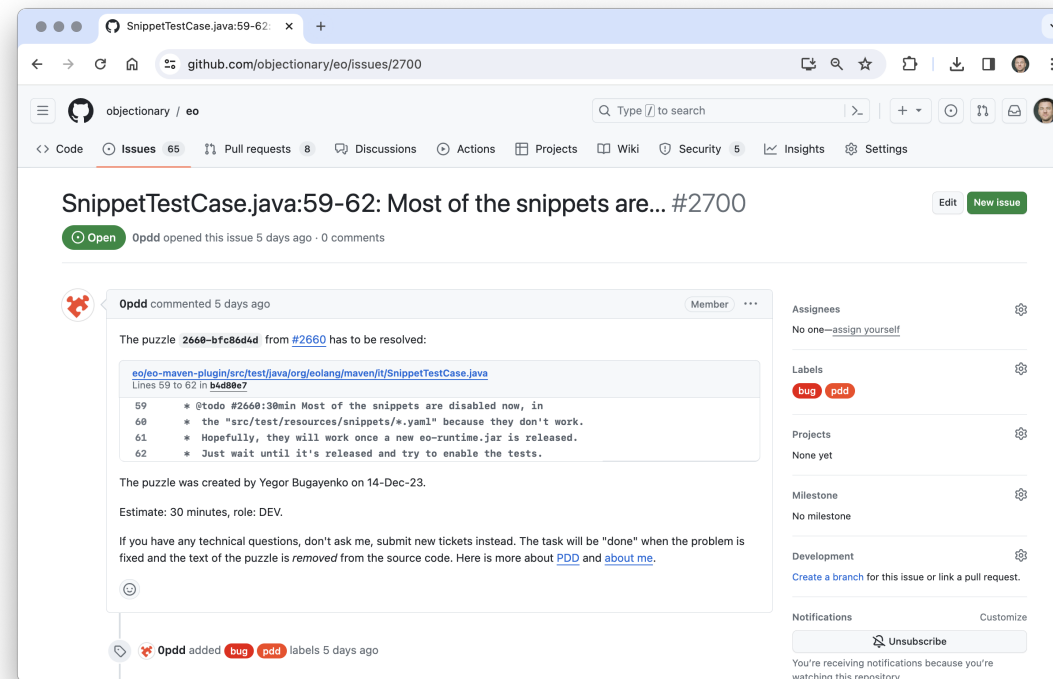 SnippetTestCase.java:59-62:
github.com/objectionary/eo/issues/2700
objectionary / eo
Type / to search
Code
Issues 65
Pull requests 8
Discussions
Actions
Projects
Wiki
Security 5
Insights
Settings
SnippetTestCase.java:59-62: Most of the snippets are... #2700
Edit
New issue
Open
0pdd opened this issue 5 days ago · 0 comments
0pdd commented 5 days ago
Member
The puzzle 2660-bfc86d4d from #2660 has to be resolved:
eo/eo-maven-plugin/src/test/java/org/eolang/maven/it/SnippetTestCase.java
Lines 59 to 62 in b4d80e7
59 * @todo #2660:30min Most of the snippets are disabled now, in
60 * the "src/test/resources/snippets/*.yaml" because they don't work.
61 * Hopefully, they will work once a new eo-runtime.jar is released.
62 * Just wait until it's released and try to enable the tests.
The puzzle was created by Yegor Bugayenko on 14-Dec-23.
Estimate: 30 minutes, role: DEV.
If you have any technical questions, don't ask me, submit new tickets instead. The task will be "done" when the problem is
fixed and the text of the puzzle is removed from the source code. Here is more about PDD and about me.
0pdd added bug pdd labels 5 days ago
Assignees
No one—assign yourself
Labels
bug pdd
Projects
None yet
Milestone
No milestone
Development
Create a branch for this issue or link a pull request.
Notifications
Customize
Unsubscribe
You're receiving notifications because you're
watching this repository.